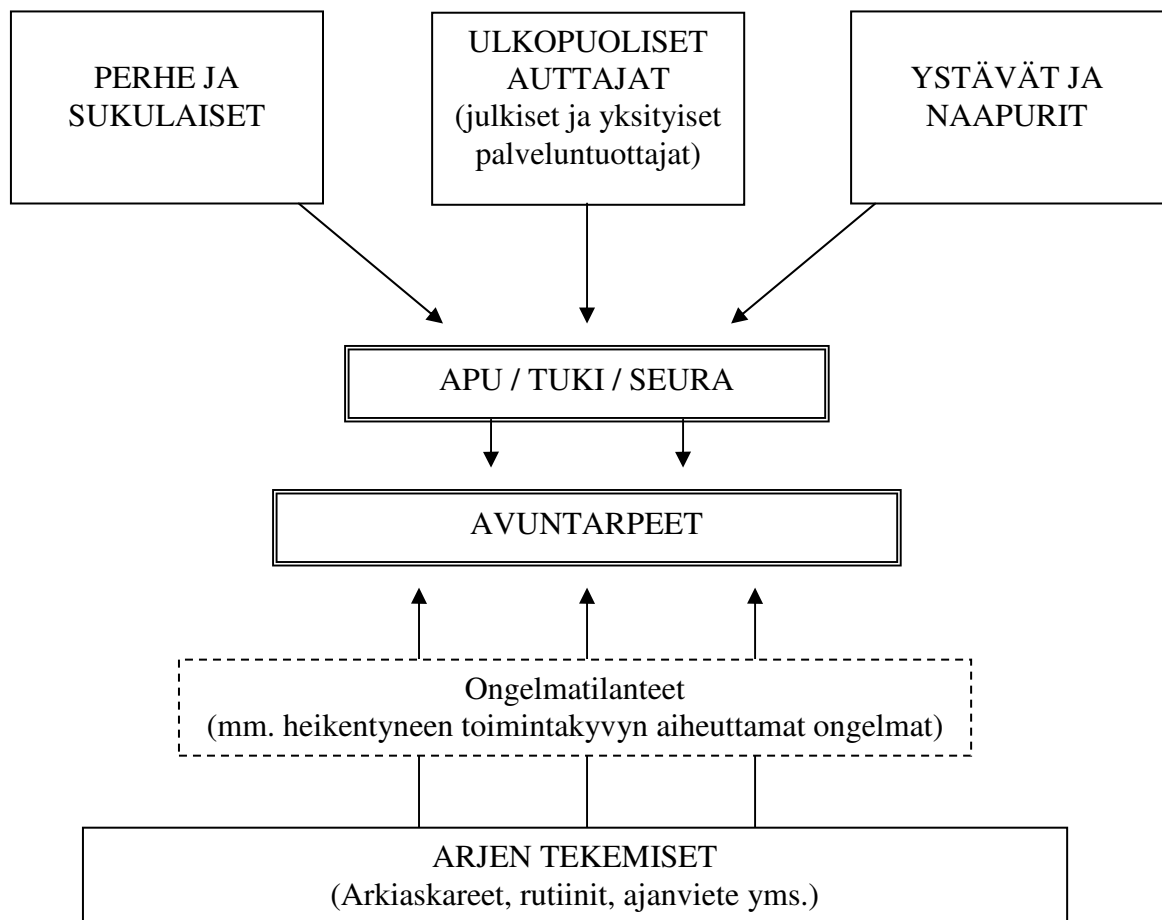 PERHE JA
SUKULAISET
ULKOPUOLISET
AUTTAJAT
(julkiset ja yksityiset
palveluntuottajat)
YSTÄVÄT JA
NAAPURIT
APU / TUKI / SEURA
AVUNTARPEET
Ongelmatilanteet
(mm. heikentyneen toimintakyvyn aiheuttamat ongelmat)
ARJEN TEKEMISET
(Arkiaskareet, rutiinit, ajanviete yms.)